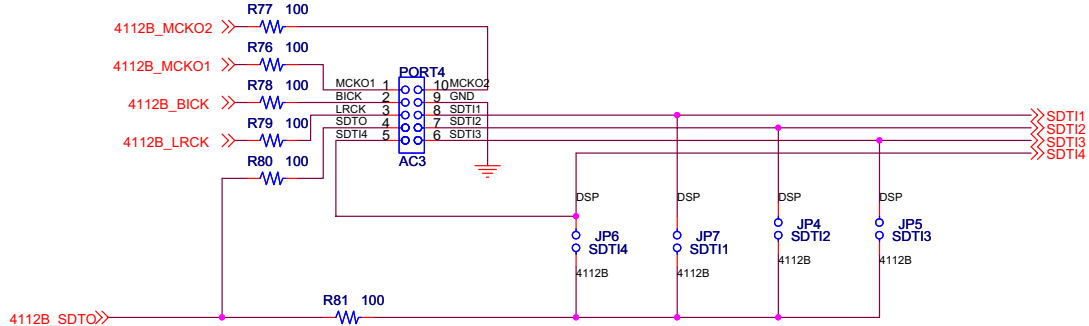 R77 100
4112B_MCKO2
R76 100
4112B_MCKO1
R78 100
4112B_BICK
R79 100
4112B_LRCK
R80 100
PORT4
MCKO1 1 10 MCKO2
BICK 2 9 GND
LRCK 3 8 SDTI1
SDTO 4 7 SDTI2
SDTI4 5 6 SDTI3
AC3
SDTI1
SDTI2
SDTI3
SDTI4
DSP DSP DSP DSP
JP6 JP7 JP4 JP5
SDTI4 SDTI1 SDTI2 SDTI3
4112B 4112B 4112B 4112B
R81 100
4112B_SDTO